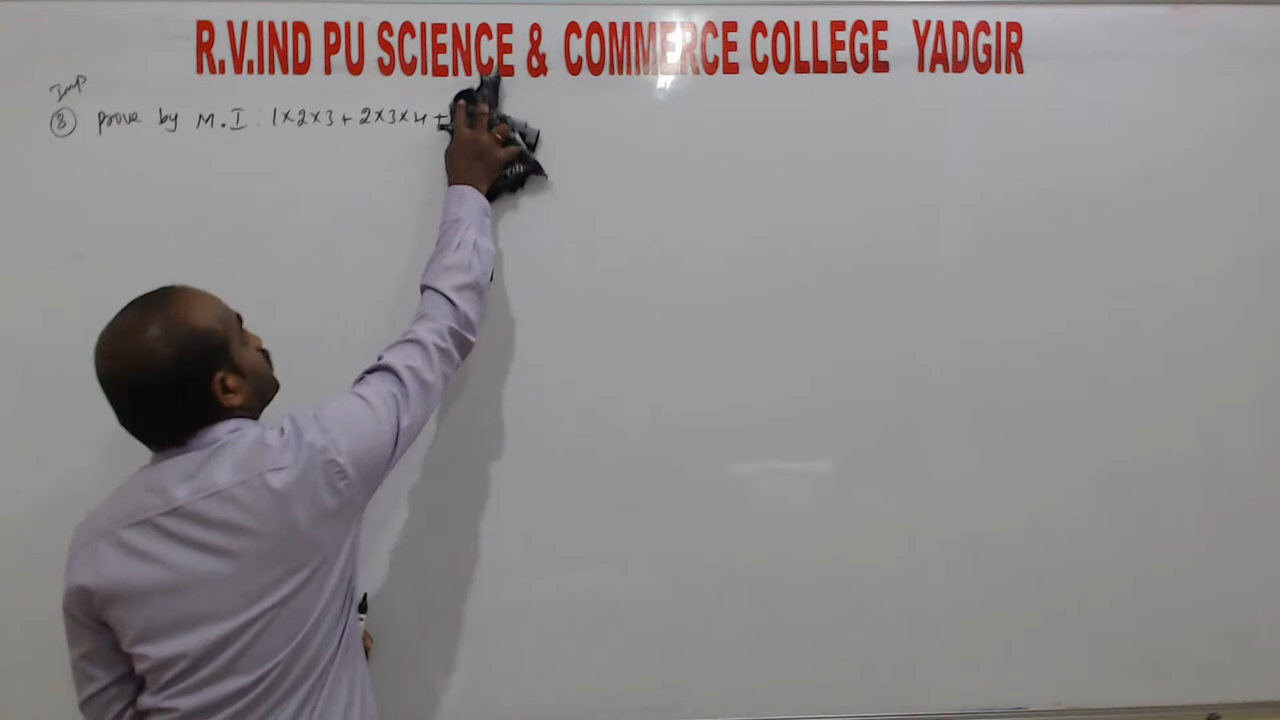 R.V.IND PU SCIENCE & COMMERCE COLLEGE YADGIR
Imp
8 prove by M.I : 1×2×3 + 2×3×4 +